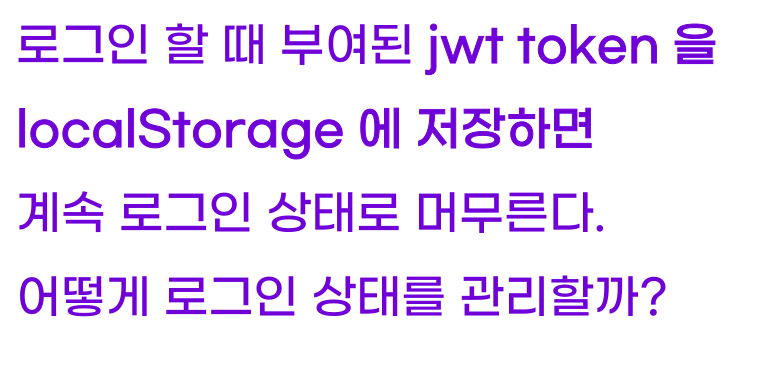 로그인 할 때 부여된 jwt token 을
localStorage 에 저장하면
계속 로그인 상태로 머무른다.
어떻게 로그인 상태를 관리할까?